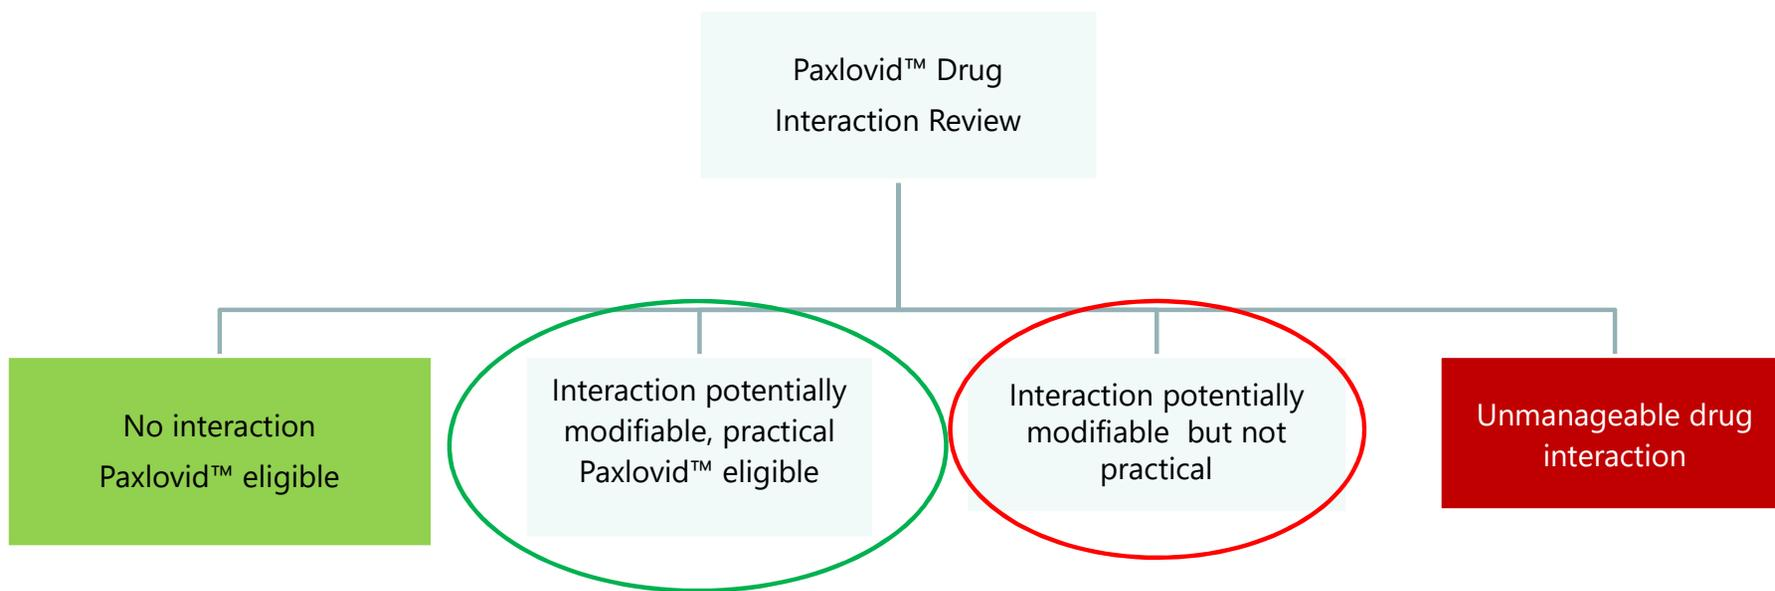 Paxlovid™ Drug
Interaction Review
No interaction
Paxlovid™ eligible
Interaction potentially
modifiable, practical
Paxlovid™ eligible
Interaction potentially
modifiable  but not
practical
Unmanageable drug
interaction